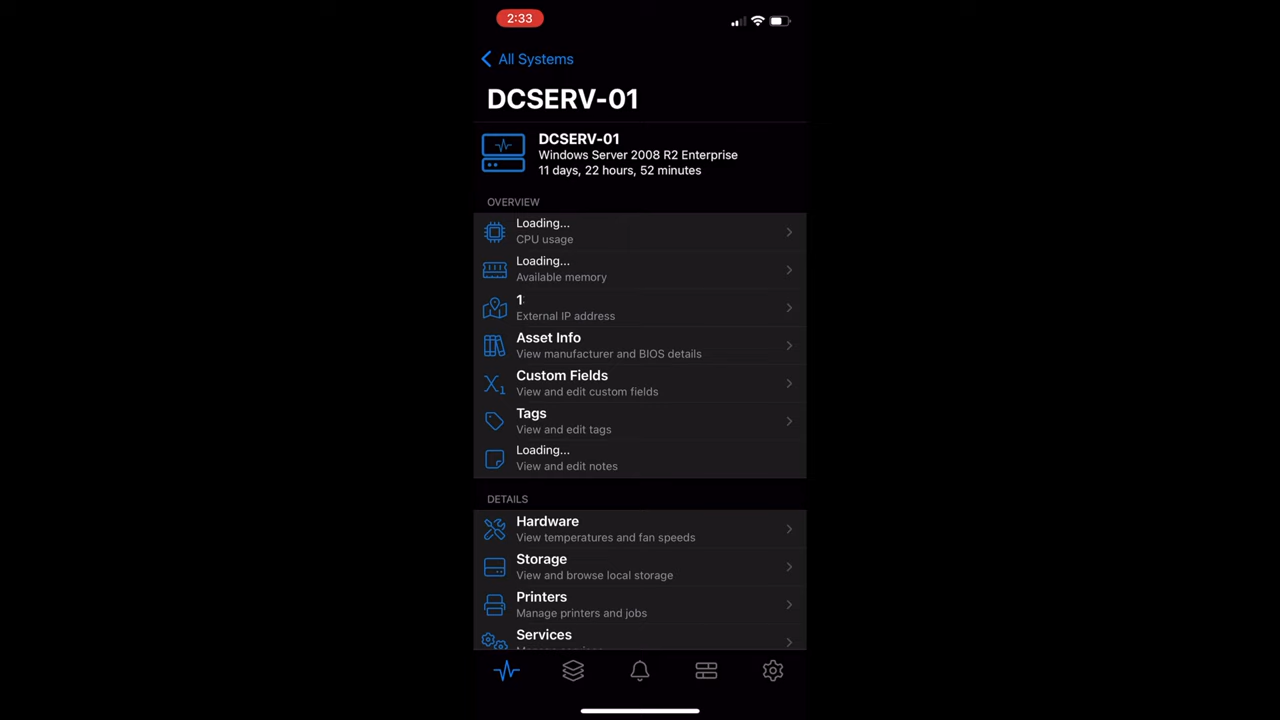 2:33
All Systems
DCSERV-01
DCSERV-01
Windows Server 2008 R2 Enterprise
11 days, 22 hours, 52 minutes
OVERVIEW
Loading...
CPU usage
Loading...
Available memory
1
External IP address
Asset Info
View manufacturer and BIOS details
Custom Fields
View and edit custom fields
Tags
View and edit tags
Loading...
View and edit notes
DETAILS
Hardware
View temperatures and fan speeds
Storage
View and browse local storage
Printers
Manage printers and jobs
Services